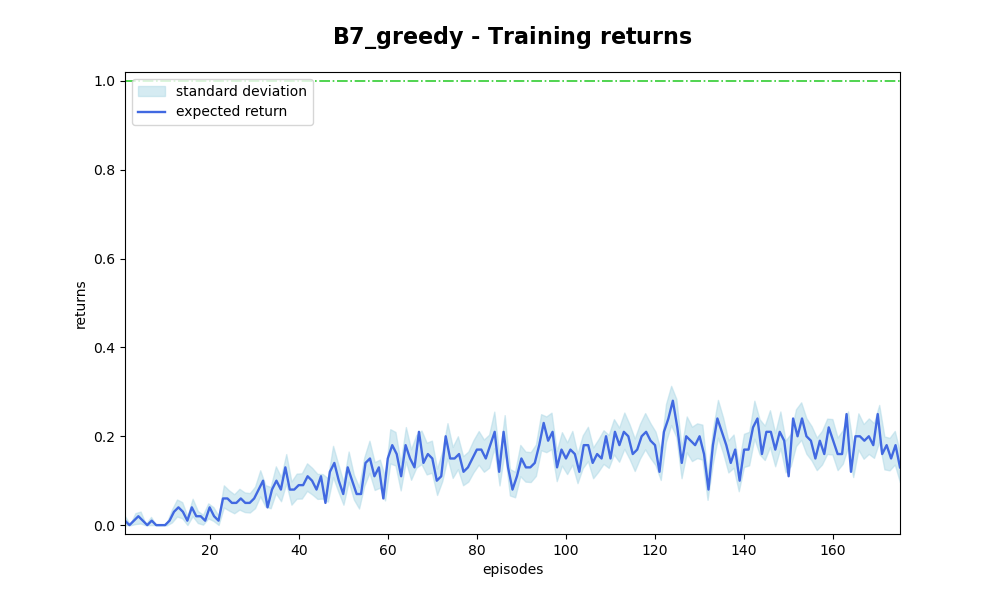 B7_greedy - Training returns
standard deviation
expected return
1.0
0.8
0.6
0.4
0.2
0.0
returns
20 40 60 80 100 120 140 160
episodes